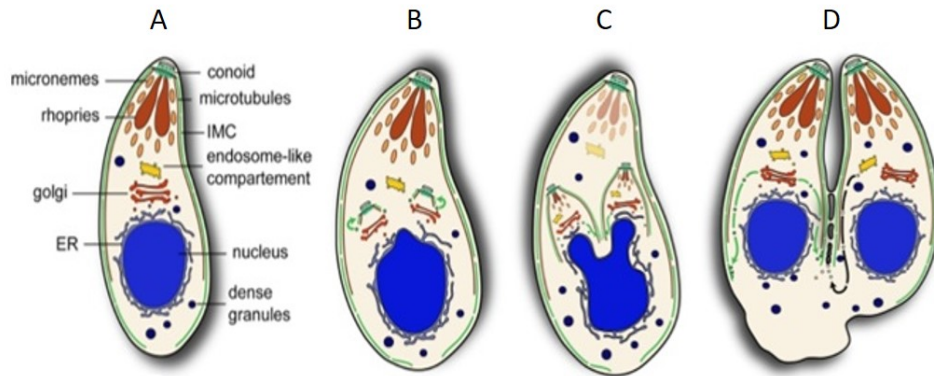 A B C D
micronemes
rhopries
golgi
ER
conoid
microtubules
IMC
endosome-like
compartement
nucleus
dense
granules